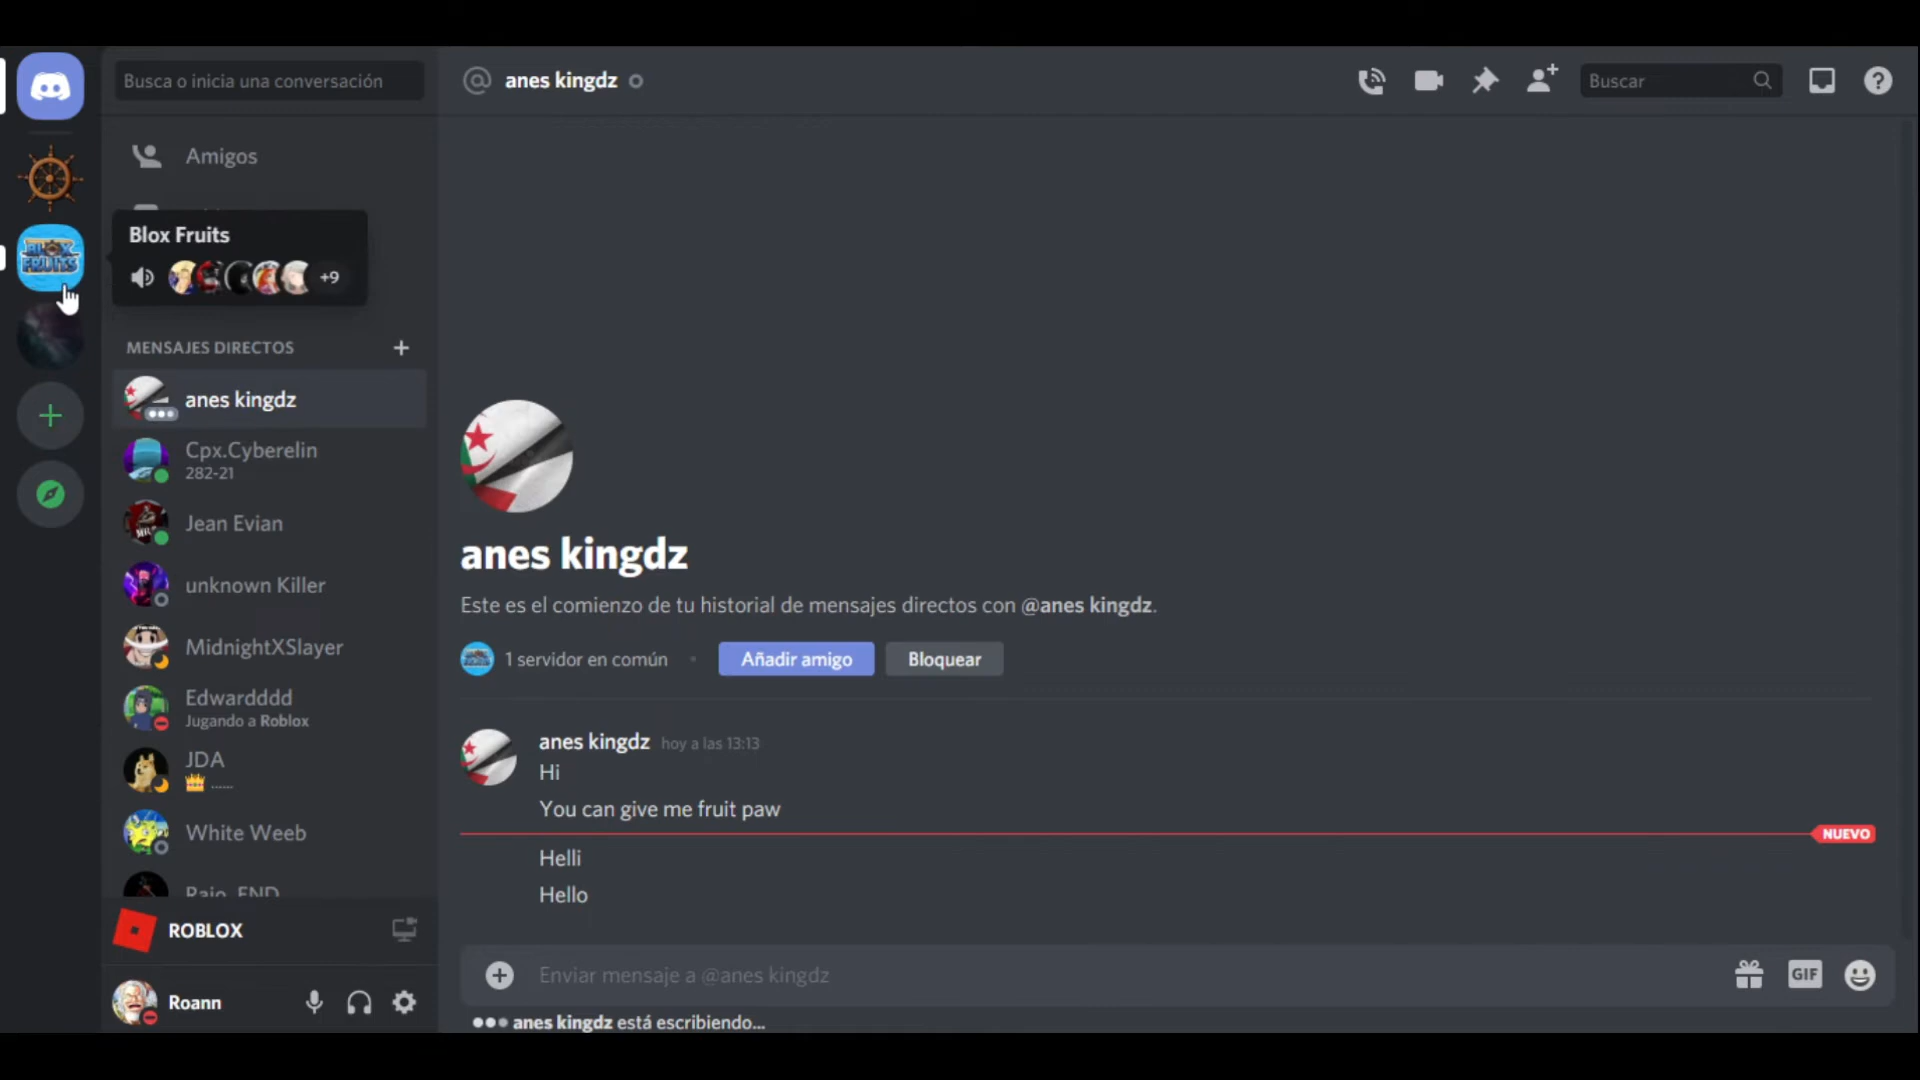 Busca o inicia una conversación
Amigos
Blox Fruits
+9
BLOX
FRUITS
MENSAJES DIRECTOS
anes kingdz
Cpx.Cyberelin
282-21
Jean Evian
unknown Killer
MidnightXSlayer
Edwardddd
Jugando a Roblox
JDA
......
White Weeb
ROBLOX
Roann
anes kingdz
Buscar
anes kingdz
Este es el comienzo de tu historial de mensajes directos con @anes kingdz.
1 servidor en común
Añadir amigo
Bloquear
anes kingdz hoy a las 13:13
Hi
You can give me fruit paw
NUEVO
Helli
Hello
Enviar mensaje a @anes kingdz
GIF
anes kingdz está escribiendo...